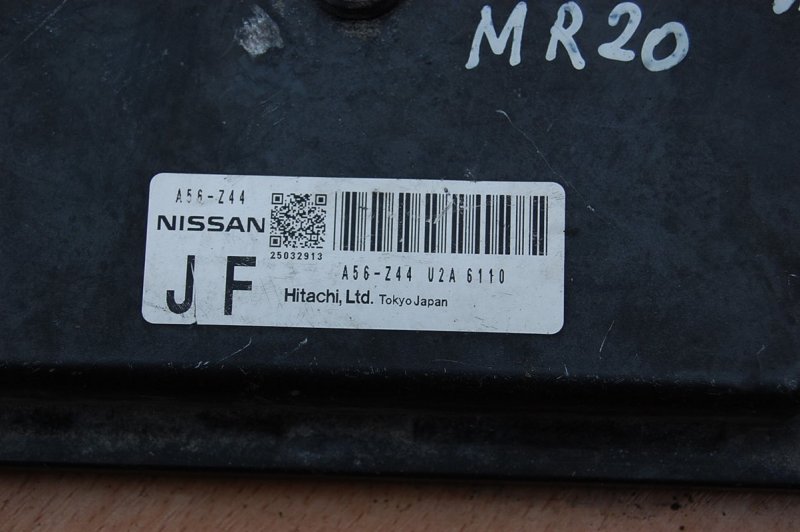 MR20
A56-Z44
NISSAN
25032913
A56-Z44 U2A 6110
JF
Hitachi, Ltd. Tokyo Japan